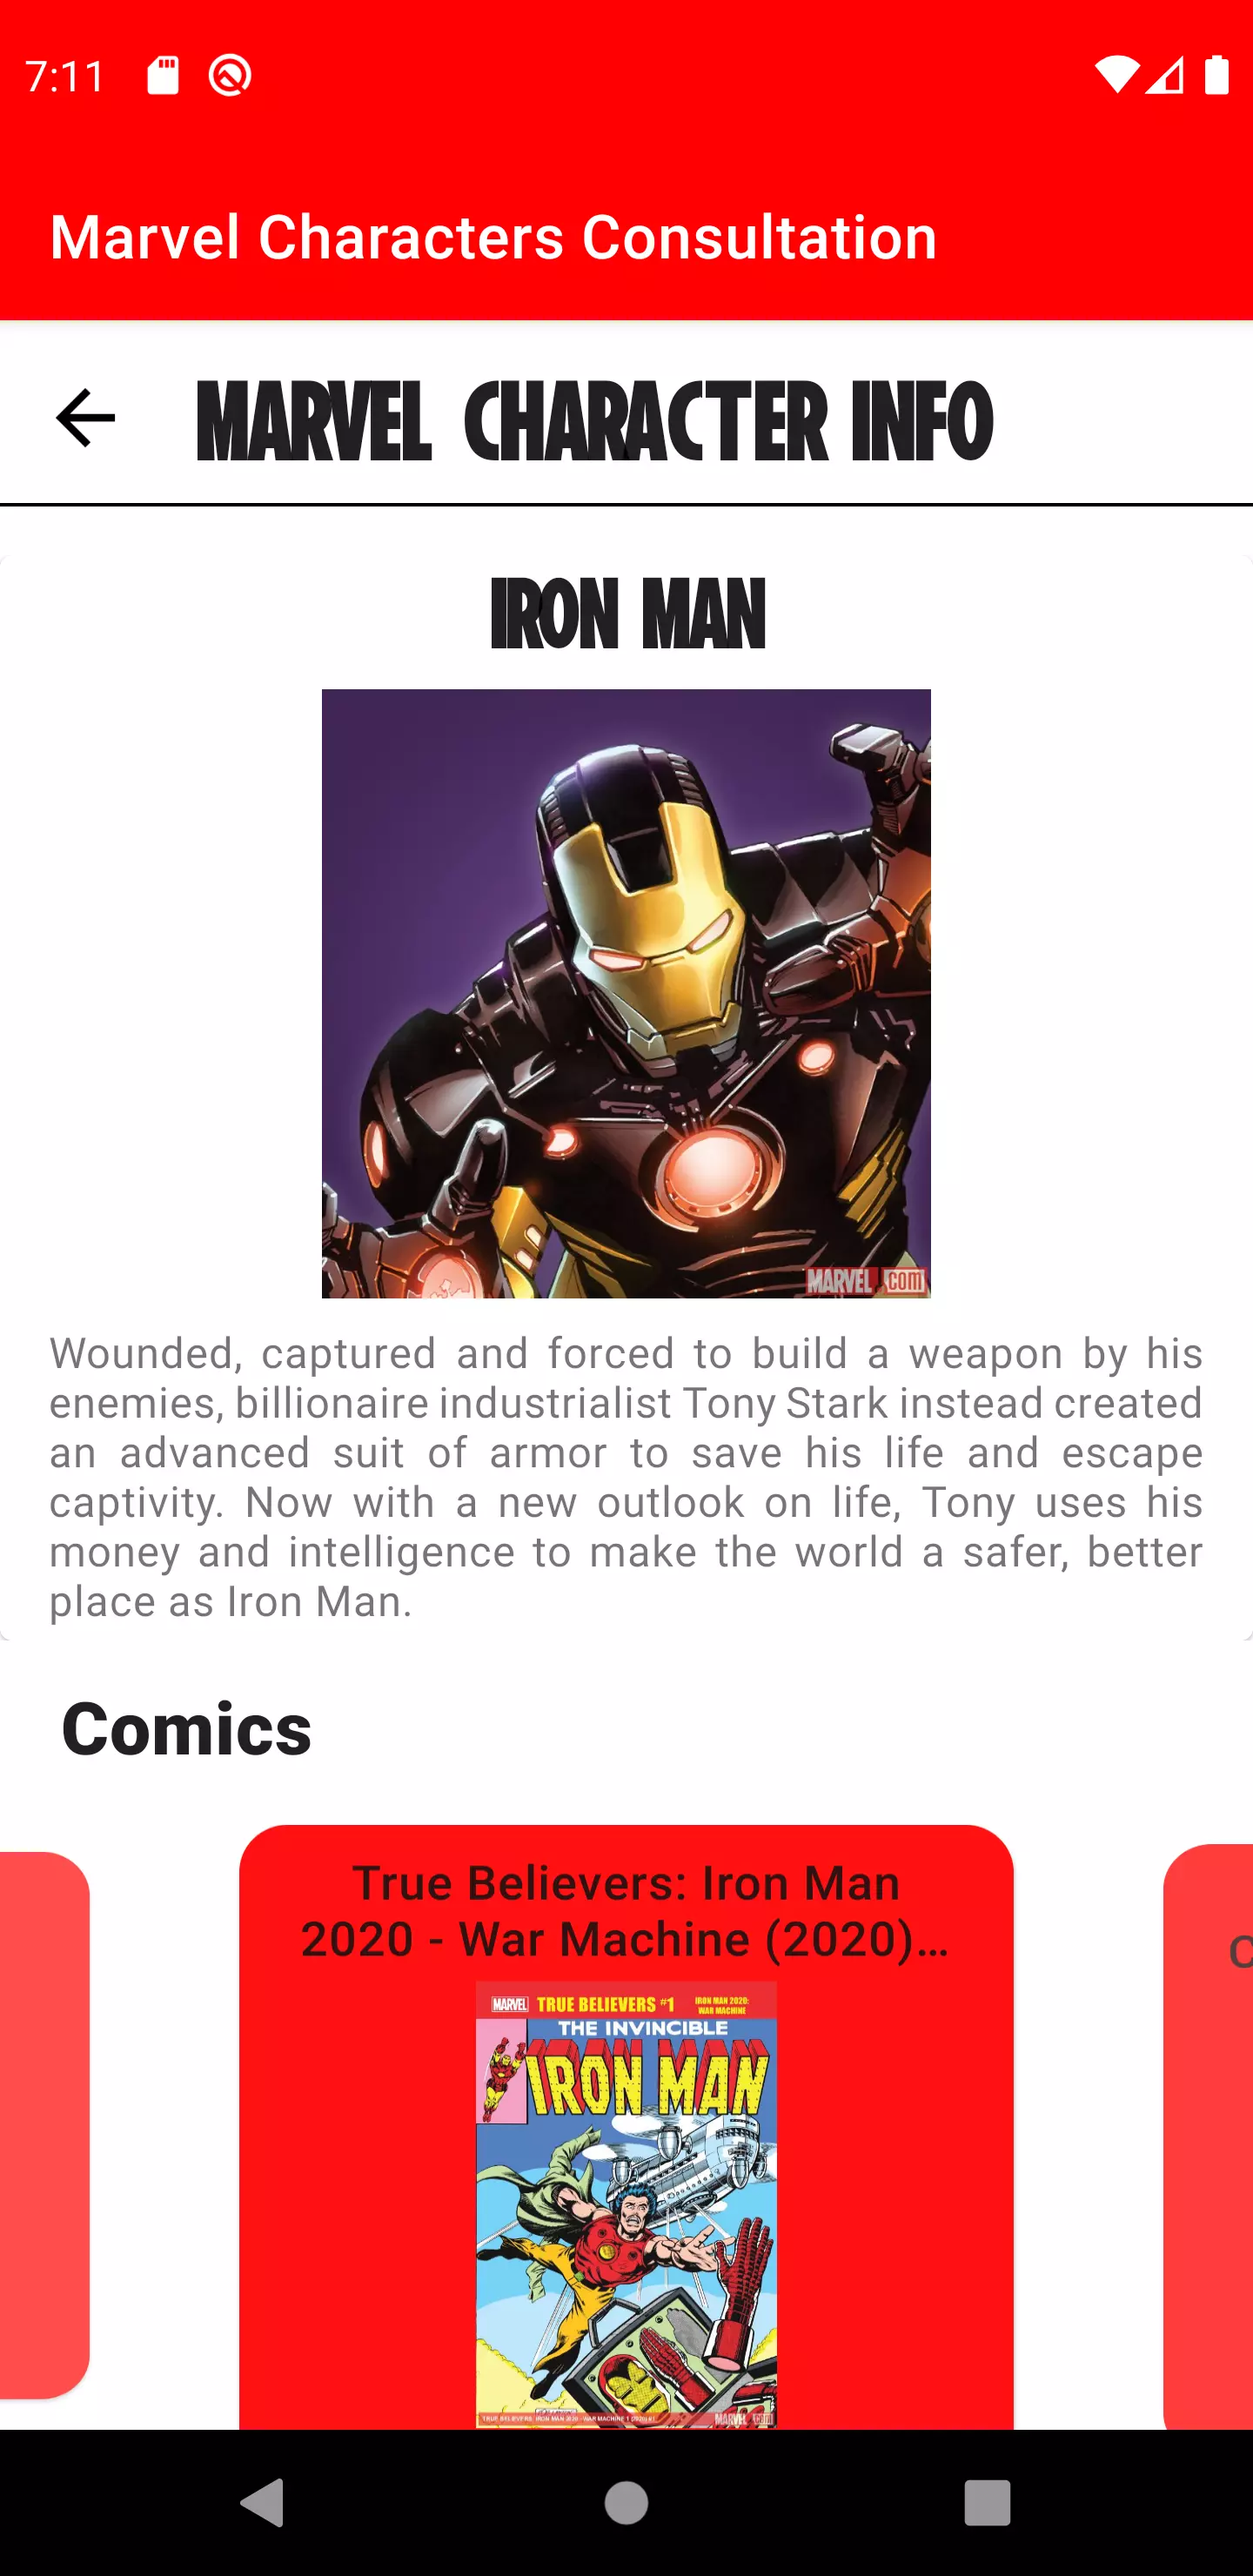 7:11
Marvel Characters Consultation
MARVEL CHARACTER INFO
IRON MAN
MARVEL .com
Wounded, captured and forced to build a weapon by his
enemies, billionaire industrialist Tony Stark instead created
an advanced suit of armor to save his life and escape
captivity. Now with a new outlook on life, Tony uses his
money and intelligence to make the world a safer, better
place as Iron Man.
Comics
True Believers: Iron Man
2020 - War Machine (2020)...
C
MARVEL TRUE BELIEVERS #1 IRON MAN 2020:
WAR MACHINE
THE INVINCIBLE
IRON MAN
MARVEL .com